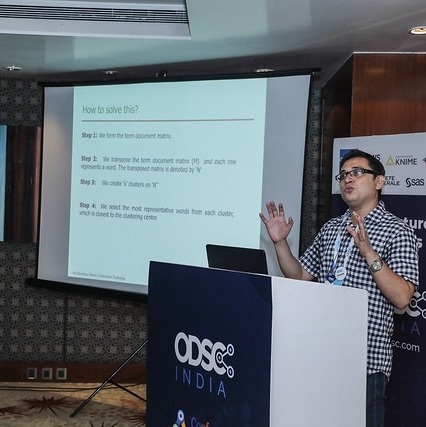 How to solve this?
Step 1: We form the term document matrix.
Step 2: We transpose the term document matrix (M) and each row
represents a word. The transposed matrix is denoted by 'N'
Step 3: We create 'k' clusters on 'N'
Step 4: We select the most representative words from each cluster,
which is closest to the clustering centre
KNIME
sas
ODSC
INDIA
INDIA
.com